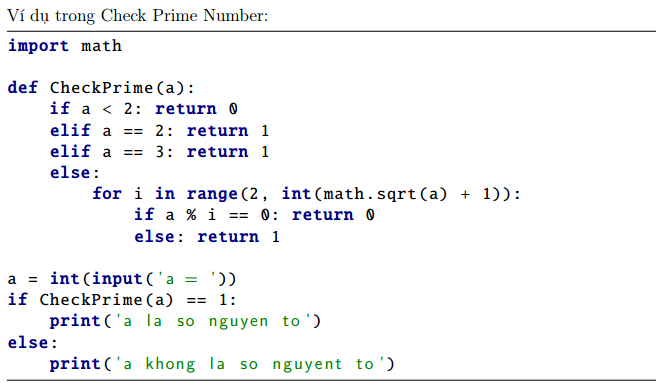 Ví dụ trong Check Prime Number:
import math
def CheckPrime(a):
    if a < 2: return 0
    elif a == 2: return 1
    elif a == 3: return 1
    else:
        for i in range(2, int(math.sqrt(a) + 1)):
            if a % i == 0: return 0
            else: return 1
a = int(input('a = '))
if CheckPrime(a) == 1:
    print('a la so nguyen to')
else:
    print('a khong la so nguyent to')